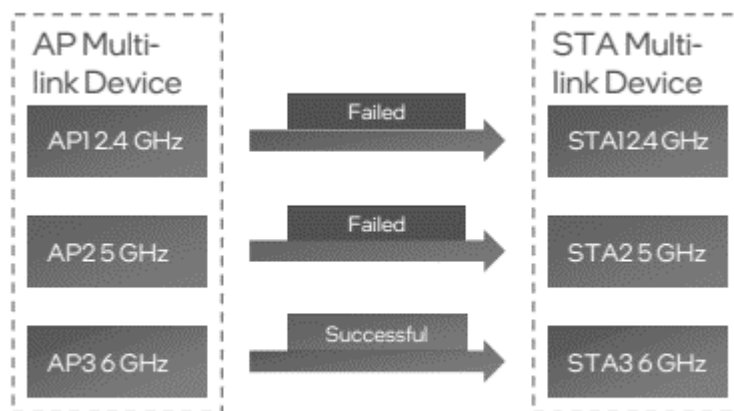 AP Multi-
link Device
AP1 2.4 GHz
AP2 5 GHz
AP3 6 GHz
Failed
Failed
Successful
STA Multi-
link Device
STA1 2.4 GHz
STA2 5 GHz
STA3 6 GHz